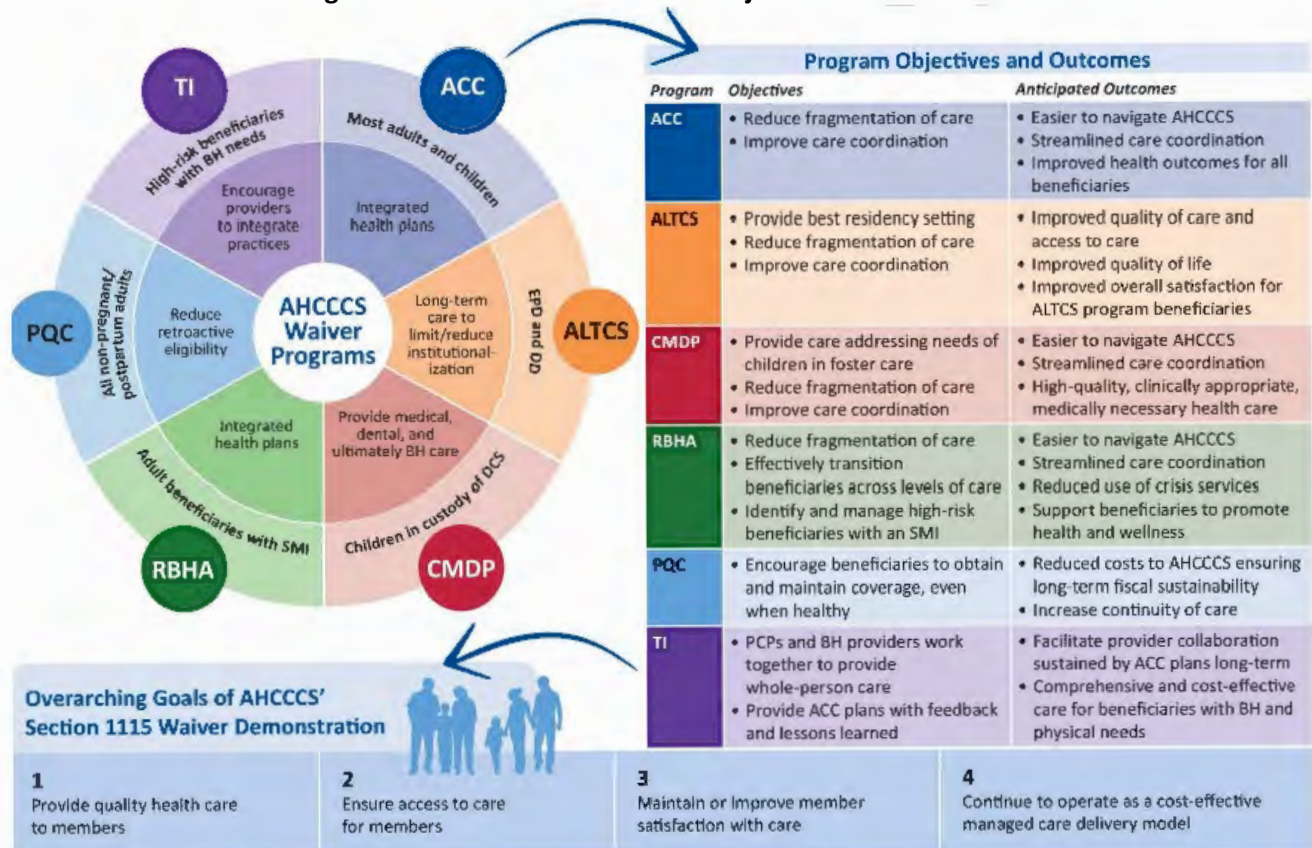 TI
ACC
High-risk beneficiaries
with BH needs
Most adults and children
Encourage
providers
to integrate
practices
Integrated
health plans
PQC
All non-pregnant/
postpartum adults
Reduce
retroactive
eligibility
AHCCCS
Waiver
Programs
Long-term
care to
limit/reduce
institutional-
ization
EPD and DD
ALTCS
Integrated
health plans
Provide medical,
dental, and
ultimately BH care
Adult beneficiaries with SMI
Children in custody of DCS
RBHA
CMDP
Program Objectives and Outcomes
Program Objectives Anticipated Outcomes
ACC
• Reduce fragmentation of care
• Improve care coordination
• Easier to navigate AHCCCS
• Streamlined care coordination
• Improved health outcomes for all
beneficiaries
ALTCS
• Provide best residency setting
• Reduce fragmentation of care
• Improve care coordination
• Improved quality of care and
access to care
• Improved quality of life
• Improved overall satisfaction for
ALTCS program beneficiaries
CMDP
• Provide care addressing needs of
children in foster care
• Reduce fragmentation of care
• Improve care coordination
• Easier to navigate AHCCCS
• Streamlined care coordination
• High-quality, clinically appropriate,
medically necessary health care
RBHA
• Reduce fragmentation of care
• Effectively transition
beneficiaries across levels of care
• Identify and manage high-risk
beneficiaries with an SMI
• Easier to navigate AHCCCS
• Streamlined care coordination
• Reduced use of crisis services
• Support beneficiaries to promote
health and wellness
PQC
• Encourage beneficiaries to obtain
and maintain coverage, even
when healthy
• Reduced costs to AHCCCS ensuring
long-term fiscal sustainability
• Increase continuity of care
TI
• PCPs and BH providers work
together to provide
whole-person care
• Provide ACC plans with feedback
and lessons learned
• Facilitate provider collaboration
sustained by ACC plans long-term
• Comprehensive and cost-effective
care for beneficiaries with BH and
physical needs
Overarching Goals of AHCCCS'
Section 1115 Waiver Demonstration
1
Provide quality health care
to members
2
Ensure access to care
for members
3
Maintain or improve member
satisfaction with care
4
Continue to operate as a cost-effective
managed care delivery model